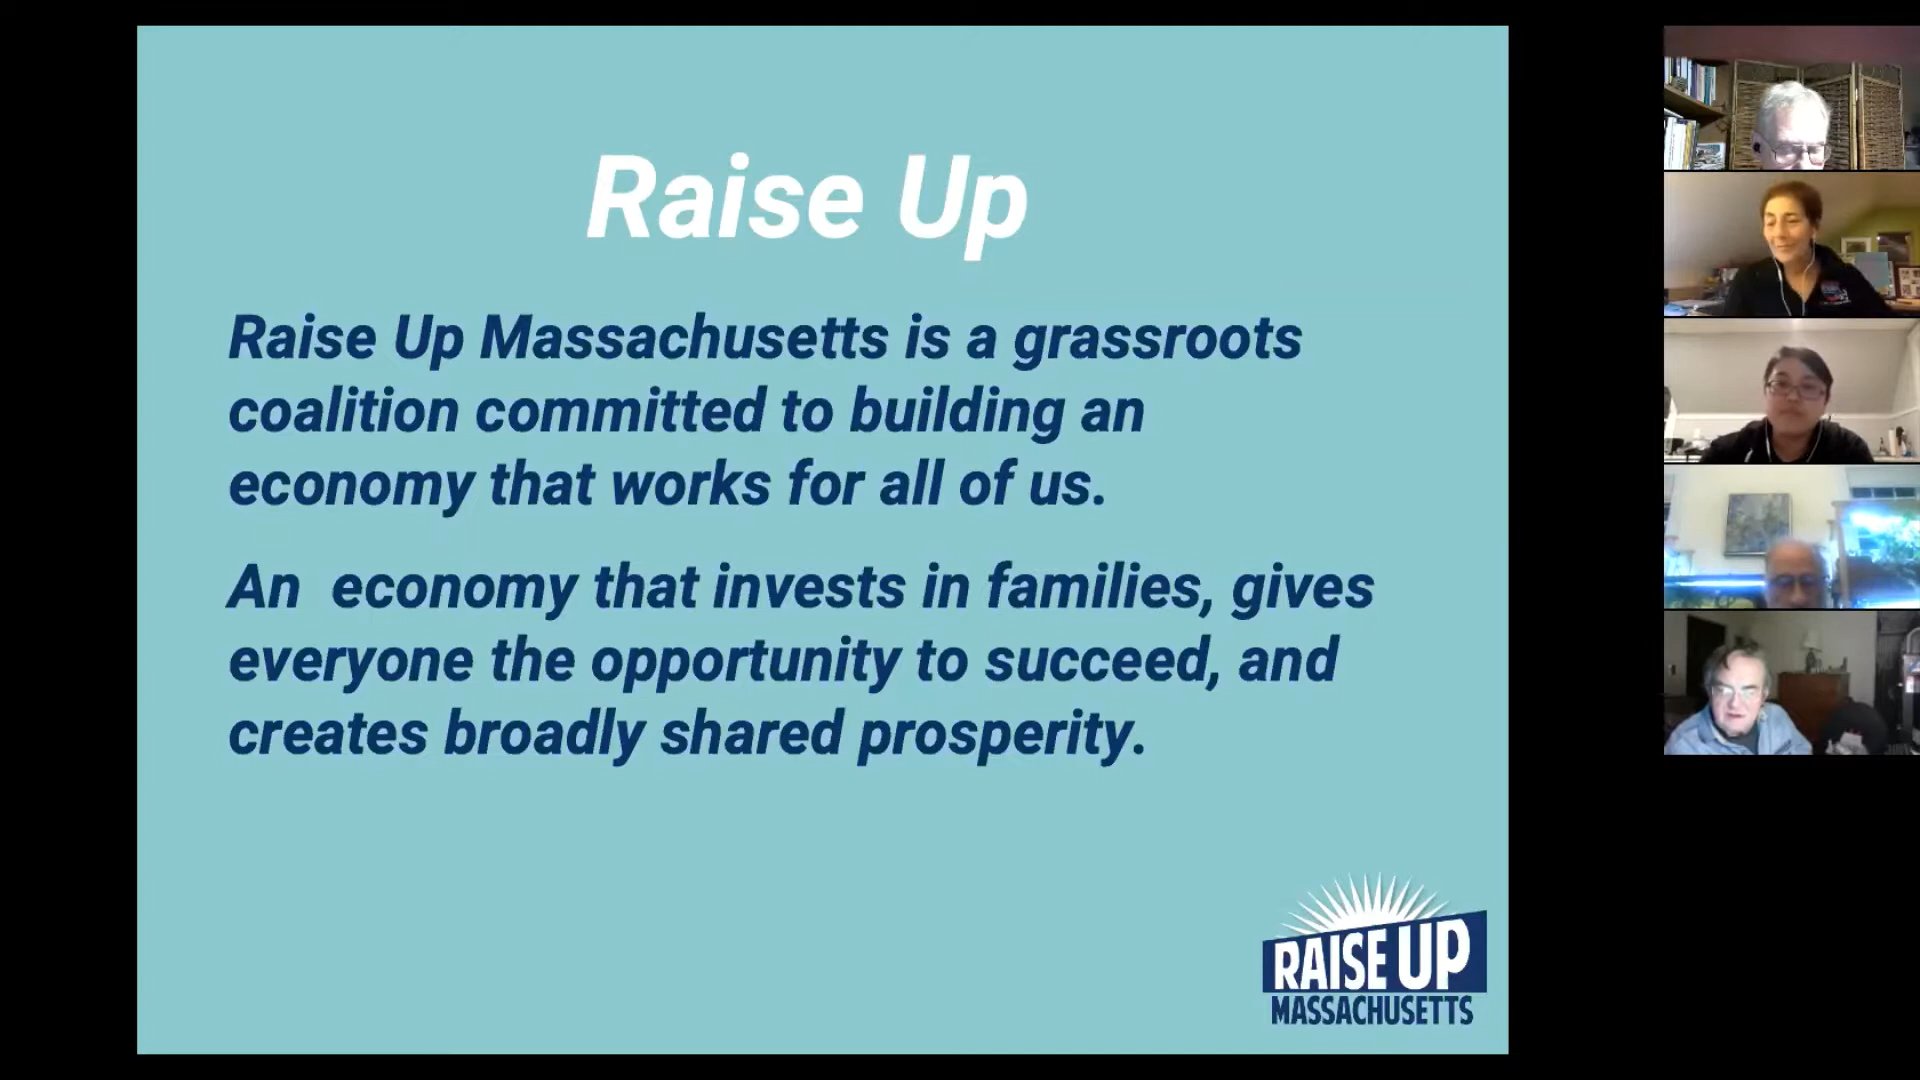 Raise Up
Raise Up Massachusetts is a grassroots
coalition committed to building an
economy that works for all of us.
An economy that invests in families, gives
everyone the opportunity to succeed, and
creates broadly shared prosperity.
RAISE UP
MASSACHUSETTS